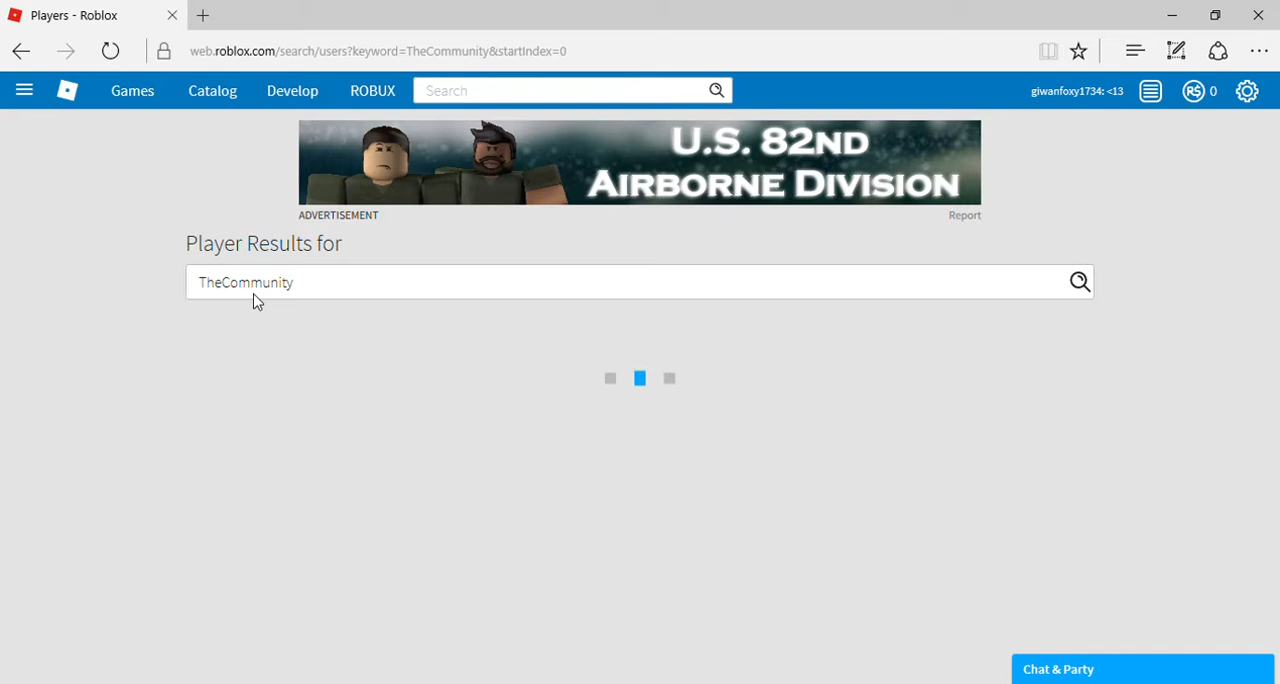 Players - Roblox
web.roblox.com/search/users?keyword=TheCommunity&startIndex=0
Games Catalog Develop ROBUX Search giwanfoxy1734: <13 R$ 0
U.S. 82ND
AIRBORNE DIVISION
ADVERTISEMENT Report
Player Results for
TheCommunity
Chat & Party